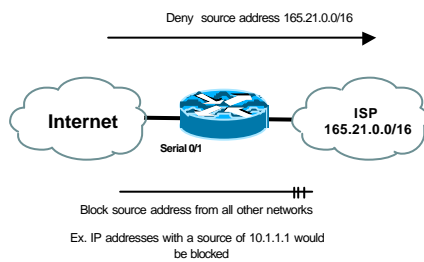 Deny source address 165.21.0.0/16
Internet
ISP
165.21.0.0/16
Serial 0/1
Block source address from all other networks
Ex. IP addresses with a source of 10.1.1.1 would
be blocked